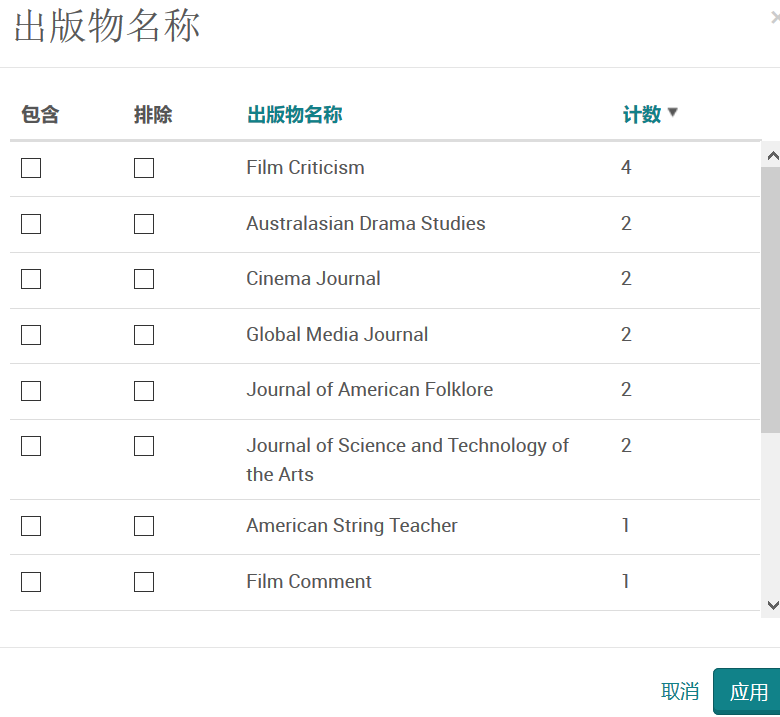 出版物名称
包含 排除 出版物名称 计数
Film Criticism 4
Australasian Drama Studies 2
Cinema Journal 2
Global Media Journal 2
Journal of American Folklore 2
Journal of Science and Technology of 2
the Arts
American String Teacher 1
Film Comment 1
取消 应用